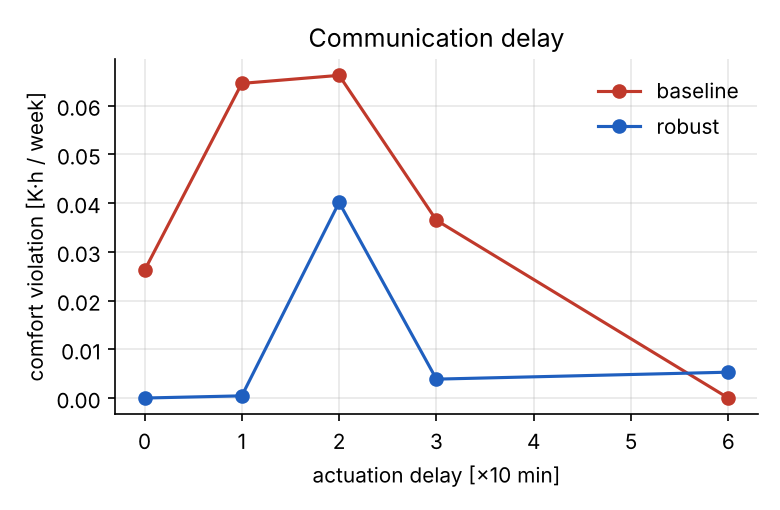 Communication delay
baseline
robust
comfort violation [K·h / week]
0.06
0.05
0.04
0.03
0.02
0.01
0.00
0 1 2 3 4 5 6
actuation delay [×10 min]